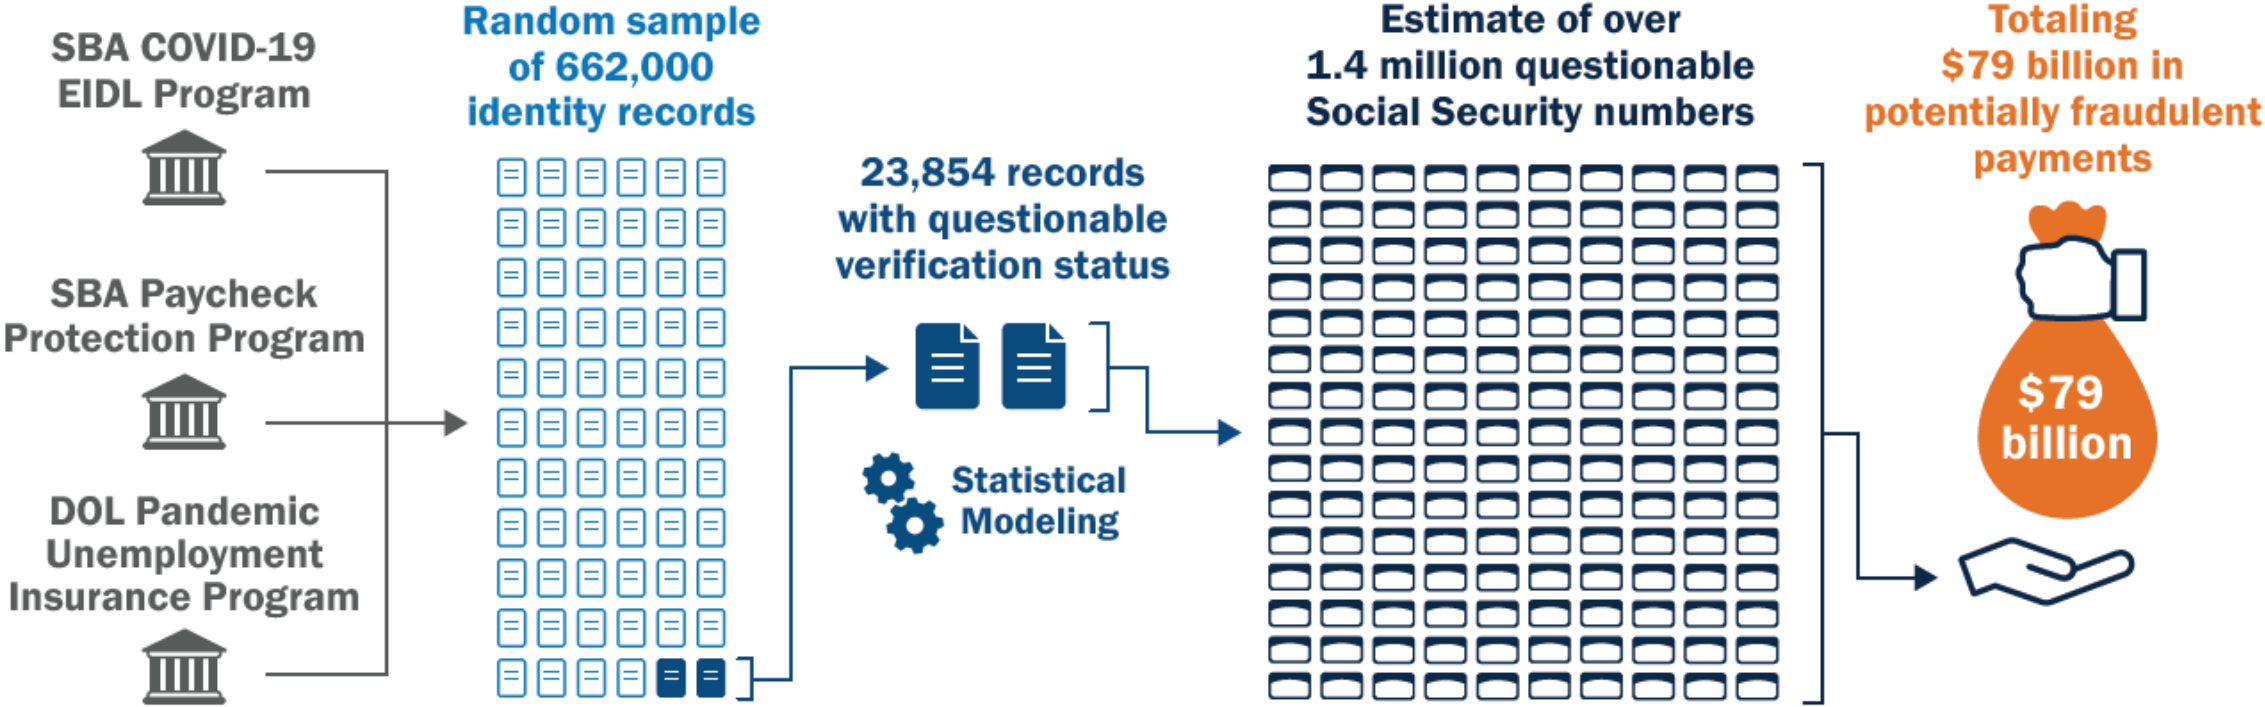 SBA COVID-19
EIDL Program
SBA Paycheck
Protection Program
DOL Pandemic
Unemployment
Insurance Program
Random sample
of 662,000
identity records
23,854 records
with questionable
verification status
Statistical
Modeling
Estimate of over
1.4 million questionable
Social Security numbers
Totaling
$79 billion in
potentially fraudulent
payments
$79
billion